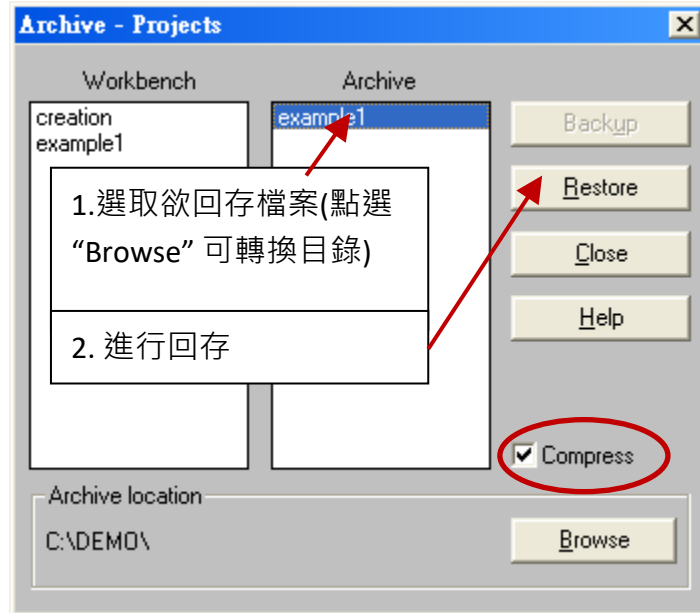 Archive - Projects
Workbench
Archive
creation
example1
example1
Backup
Restore
Close
Help
1.選取欲回存檔案(點選
“Browse” 可轉換目錄)
2. 進行回存
Compress
Archive location
C:\DEMO\
Browse